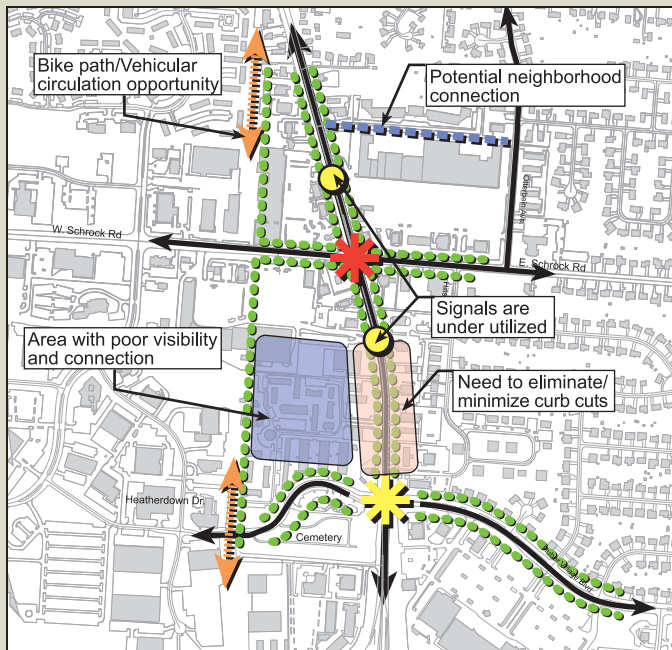 Bike path/Vehicular
circulation opportunity
Potential neighborhood
connection
W. Schrock Rd
E. Schrock Rd
Signals are
under utilized
Area with poor visibility
and connection
Need to eliminate/
minimize curb cuts
Heatherdown Dr.
Cemetery